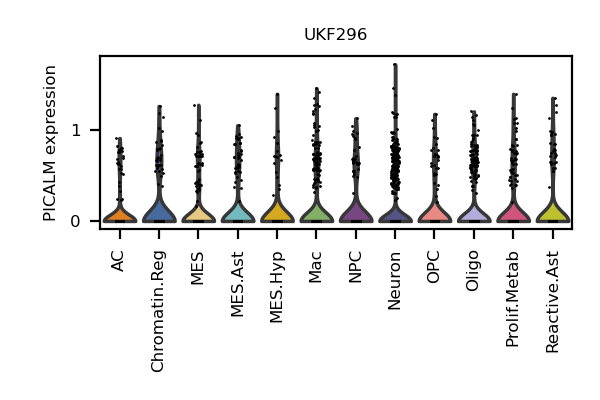 UKF296
PICALM expression
1
0
AC
Chromatin.Reg
MES
MES.Ast
MES.Hyp
Mac
NPC
Neuron
OPC
Oligo
Prolif.Metab
Reactive.Ast